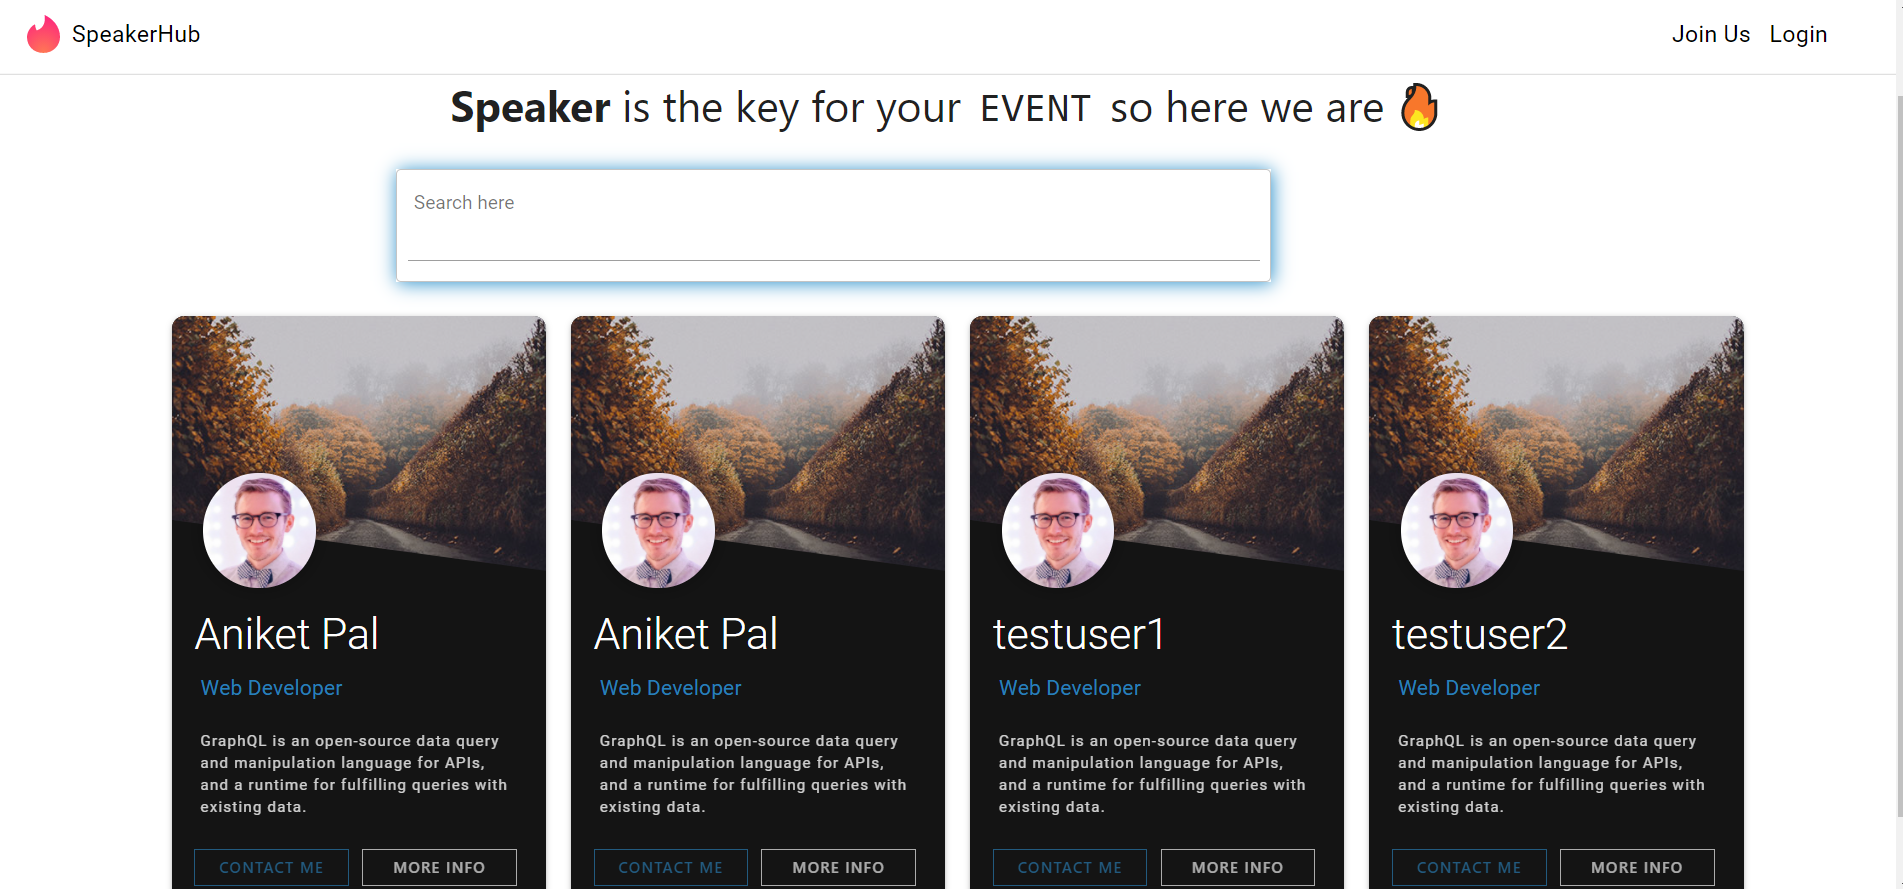 SpeakerHub
Join Us Login
Speaker is the key for your EVENT so here we are 🔥
Search here
Aniket Pal
Web Developer
GraphQL is an open-source data query
and manipulation language for APIs,
and a runtime for fulfilling queries with
existing data.
CONTACT ME
MORE INFO
Aniket Pal
Web Developer
GraphQL is an open-source data query
and manipulation language for APIs,
and a runtime for fulfilling queries with
existing data.
CONTACT ME
MORE INFO
testuser1
Web Developer
GraphQL is an open-source data query
and manipulation language for APIs,
and a runtime for fulfilling queries with
existing data.
CONTACT ME
MORE INFO
testuser2
Web Developer
GraphQL is an open-source data query
and manipulation language for APIs,
and a runtime for fulfilling queries with
existing data.
CONTACT ME
MORE INFO